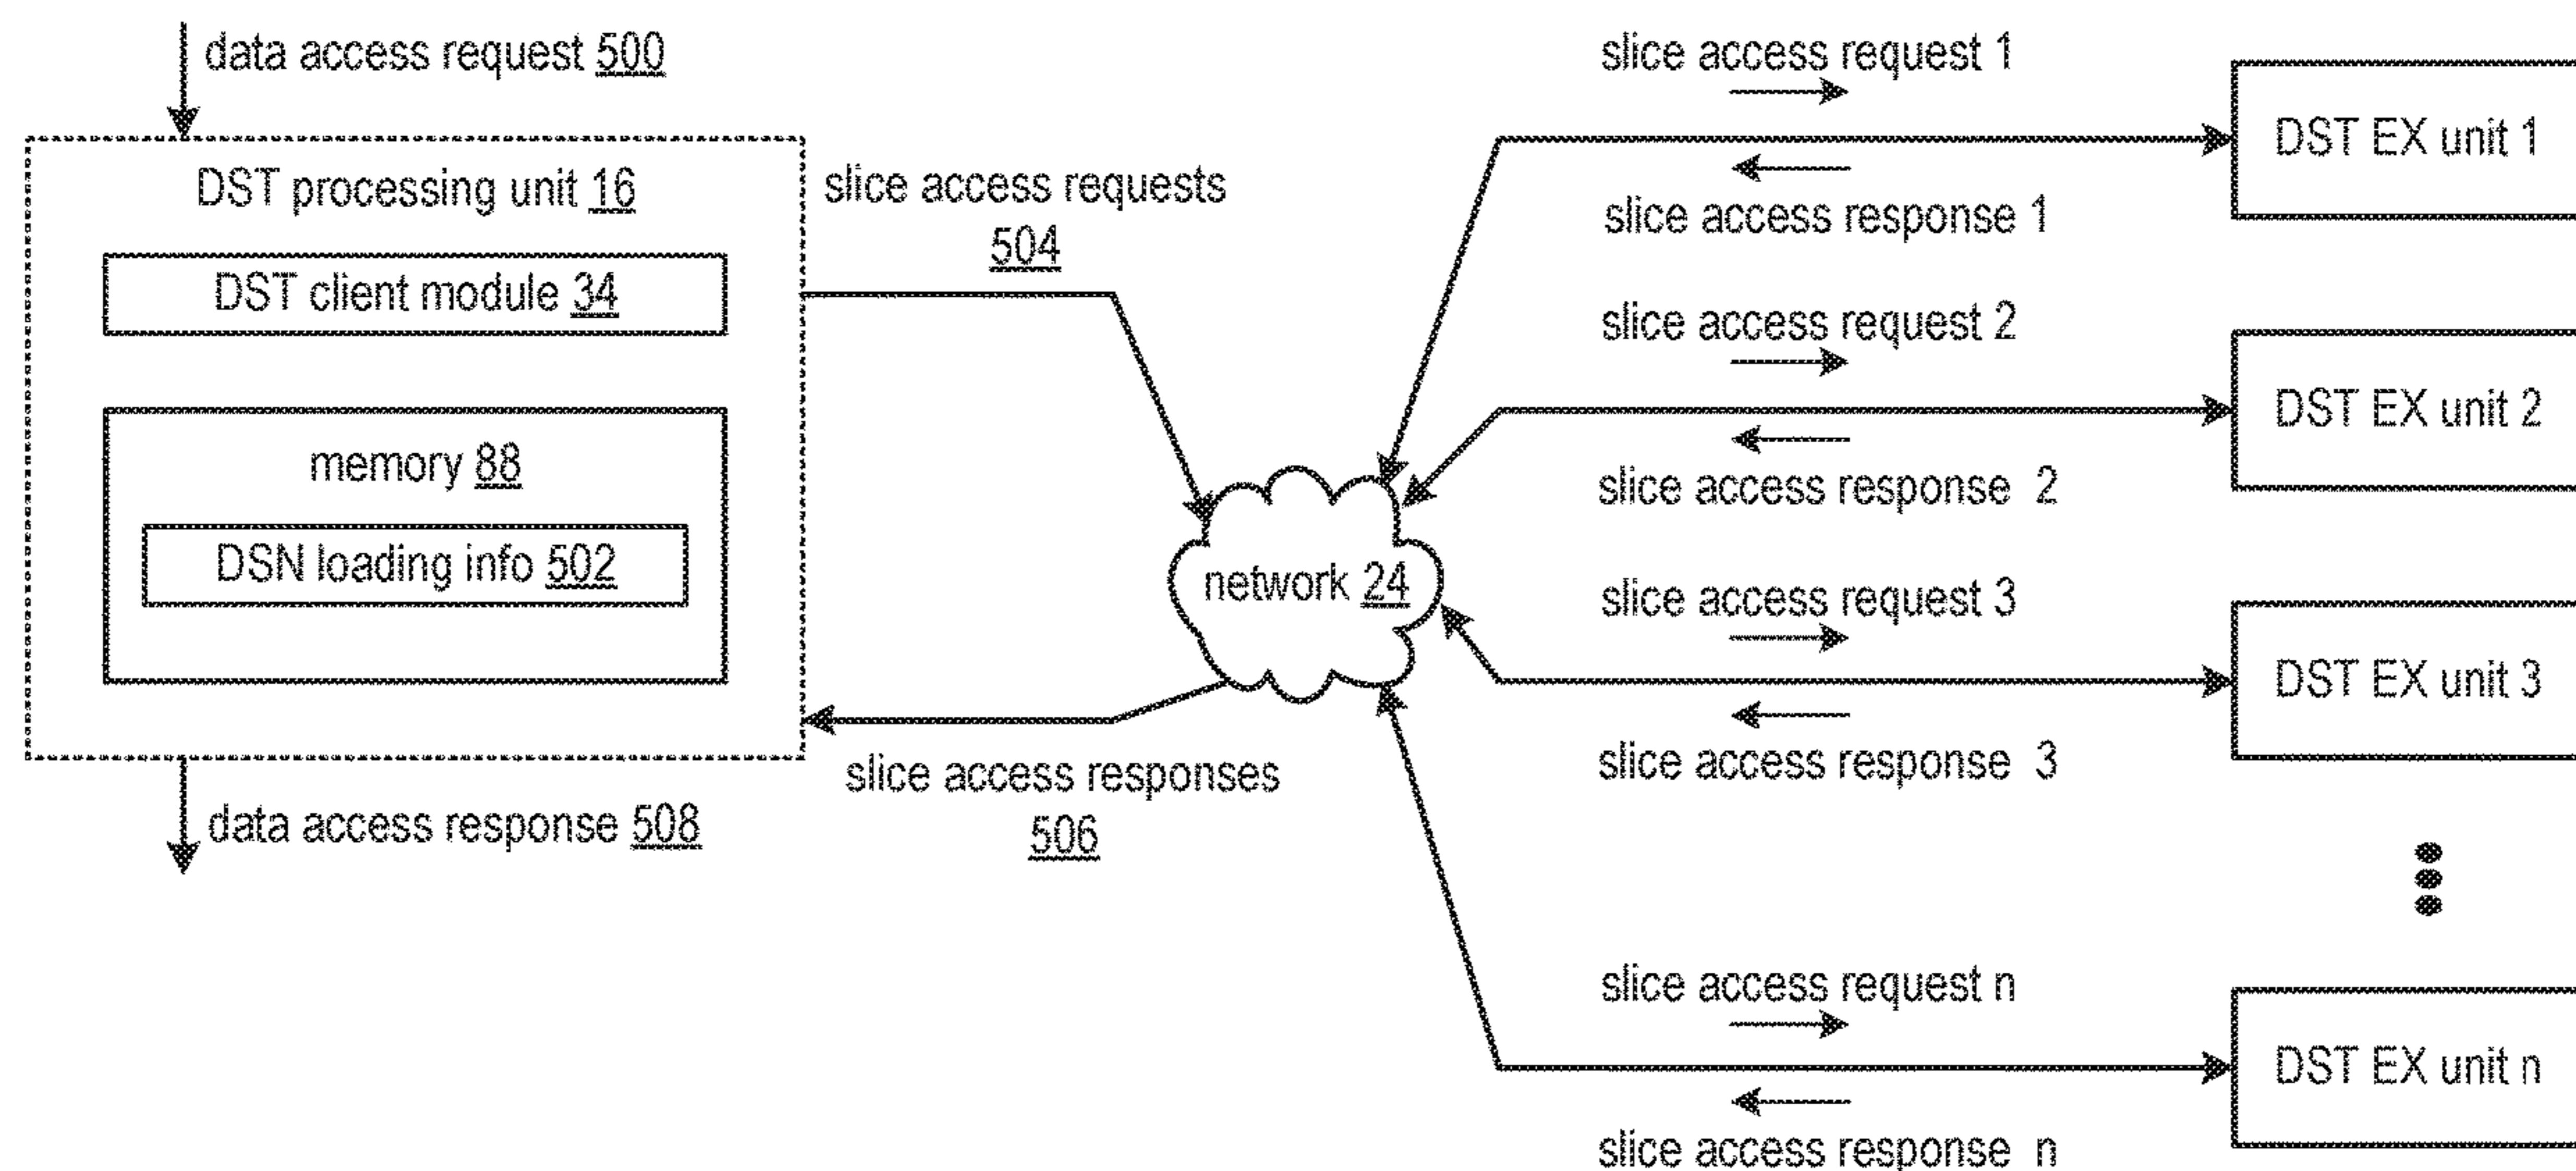 data access request 500
DST processing unit 16
DST client module 34
memory 88
DSN loading info 502
data access response 508
slice access requests
504
network 24
slice access responses
506
slice access request 1
slice access response 1
DST EX unit 1
slice access request 2
slice access response 2
DST EX unit 2
slice access request 3
slice access response 3
DST EX unit 3
slice access request n
slice access response n
DST EX unit n